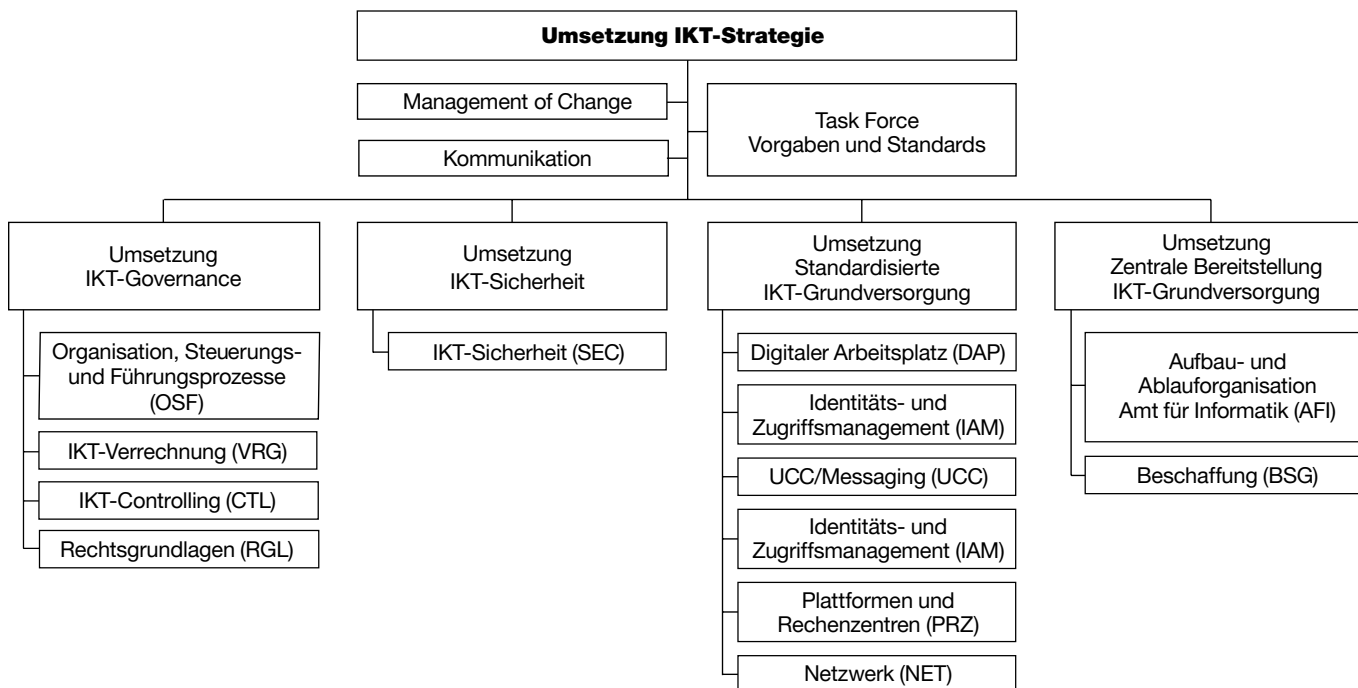 Umsetzung IKT-Strategie
Management of Change
Kommunikation
Task Force
Vorgaben und Standards
Umsetzung
IKT-Governance
Organisation, Steuerungs-
und Führungsprozesse
(OSF)
IKT-Verrechnung (VRG)
IKT-Controlling (CTL)
Rechtsgrundlagen (RGL)
Umsetzung
IKT-Sicherheit
IKT-Sicherheit (SEC)
Umsetzung
Standardisierte
IKT-Grundversorgung
Digitaler Arbeitsplatz (DAP)
Identitäts- und
Zugriffsmanagement (IAM)
UCC/Messaging (UCC)
Identitäts- und
Zugriffsmanagement (IAM)
Plattformen und
Rechenzentren (PRZ)
Netzwerk (NET)
Umsetzung
Zentrale Bereitstellung
IKT-Grundversorgung
Aufbau- und
Ablauforganisation
Amt für Informatik (AFI)
Beschaffung (BSG)